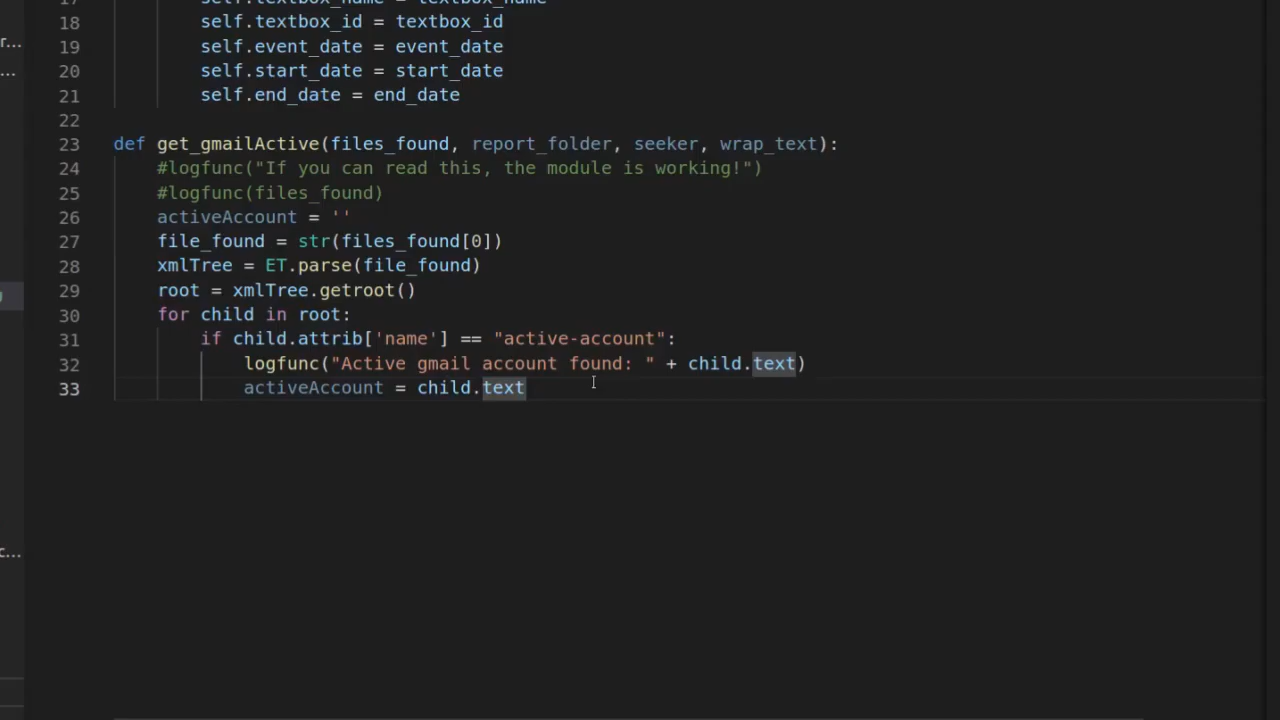 17 self.textbox_name = textbox_name
r... 18 self.textbox_id = textbox_id
19 self.event_date = event_date
... 20 self.start_date = start_date
21 self.end_date = end_date
22
23 def get_gmailActive(files_found, report_folder, seeker, wrap_text):
24 #logfunc("If you can read this, the module is working!")
25 #logfunc(files_found)
26 activeAccount = ''
27 file_found = str(files_found[0])
28 xmlTree = ET.parse(file_found)
29 root = xmlTree.getroot()
30 for child in root:
31 if child.attrib['name'] == "active-account":
32 logfunc("Active gmail account found: " + child.text)
33 activeAccount = child.text
c...